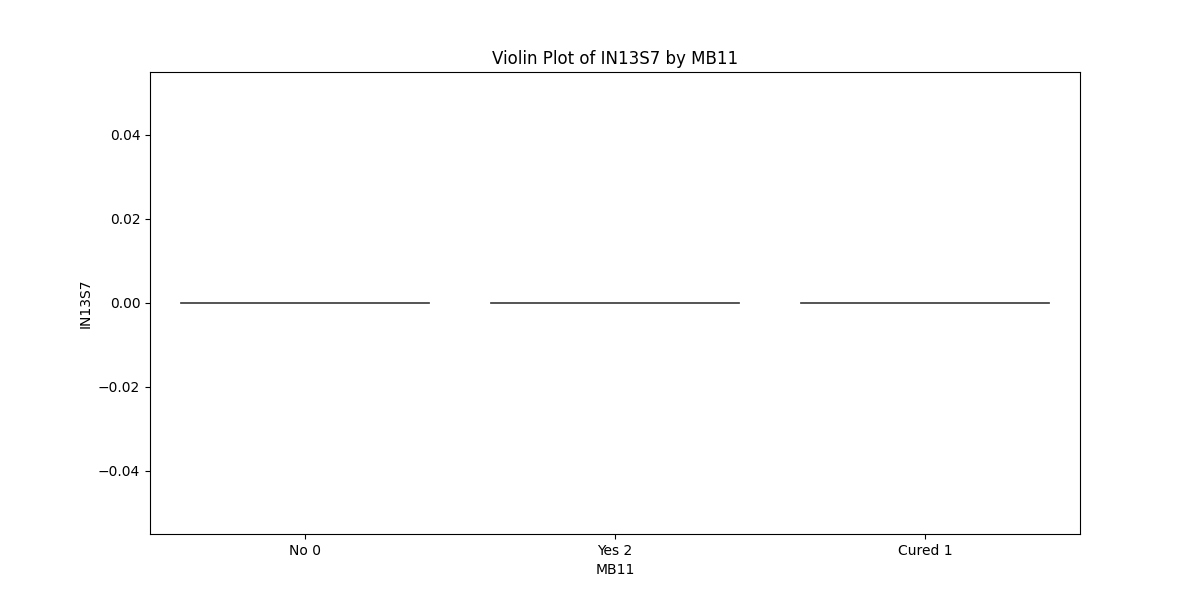 Violin Plot of IN13S7 by MB11
0.04
0.02
0.00
−0.02
−0.04
IN13S7
No 0
Yes 2
Cured 1
MB11